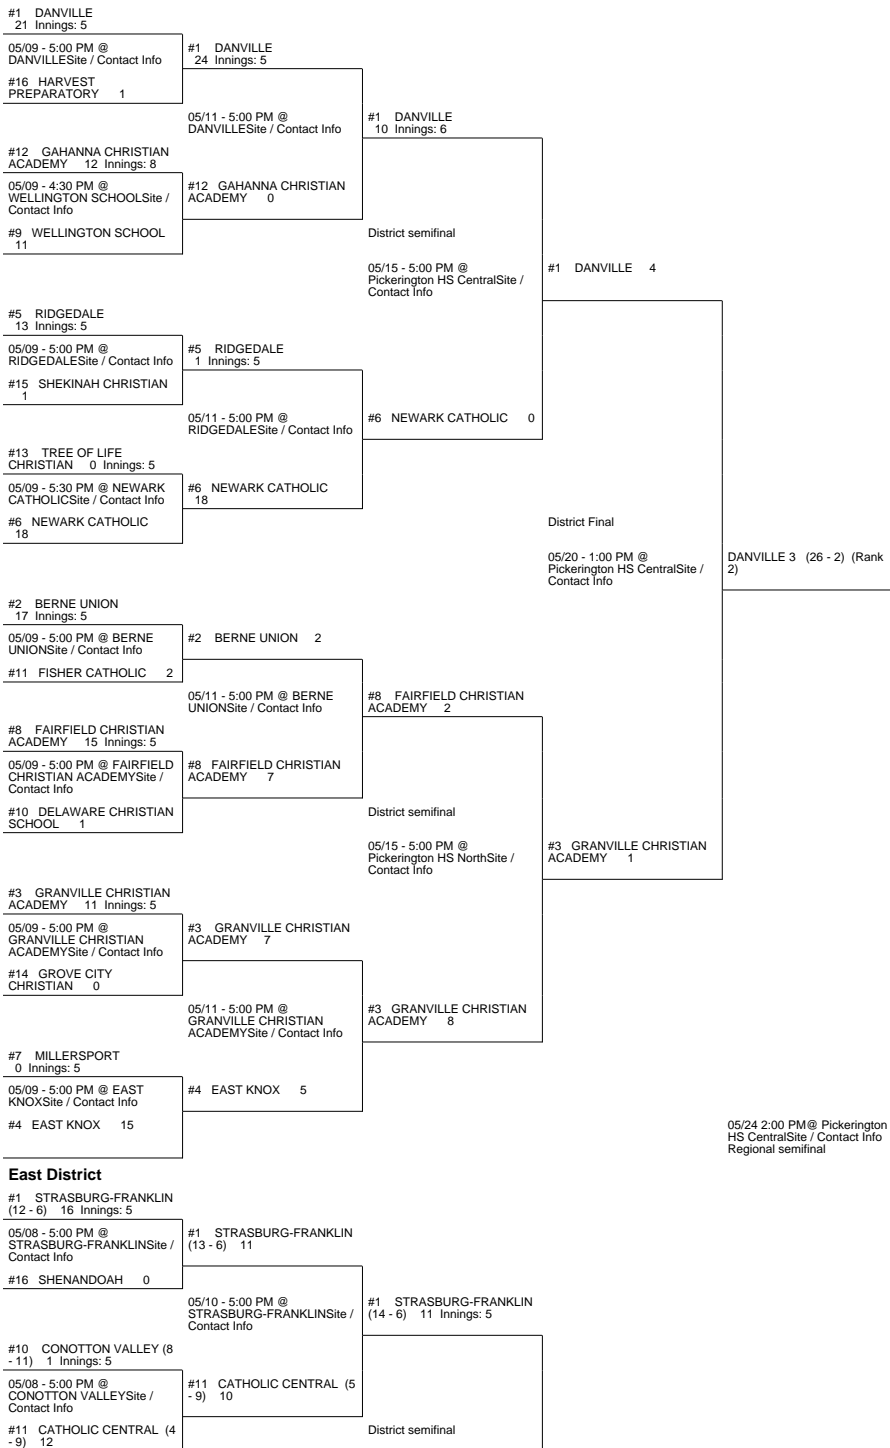 #1 DANVILLE
21 Innings: 5
05/09 - 5:00 PM @
DANVILLESite / Contact Info
#16 HARVEST
PREPARATORY 1
#1 DANVILLE
24 Innings: 5
05/11 - 5:00 PM @
DANVILLESite / Contact Info
#1 DANVILLE
10 Innings: 6
#12 GAHANNA CHRISTIAN
ACADEMY 12 Innings: 8
05/09 - 4:30 PM @
WELLINGTON SCHOOLSite /
Contact Info
#9 WELLINGTON SCHOOL
11
#12 GAHANNA CHRISTIAN
ACADEMY 0
District semifinal
05/15 - 5:00 PM @
Pickerington HS CentralSite /
Contact Info
#1 DANVILLE 4
#5 RIDGEDALE
13 Innings: 5
05/09 - 5:00 PM @
RIDGEDALESite / Contact Info
#15 SHEKINAH CHRISTIAN
1
#5 RIDGEDALE
1 Innings: 5
05/11 - 5:00 PM @
RIDGEDALESite / Contact Info
#6 NEWARK CATHOLIC 0
#13 TREE OF LIFE
CHRISTIAN 0 Innings: 5
05/09 - 5:30 PM @ NEWARK
CATHOLICSite / Contact Info
#6 NEWARK CATHOLIC
18
#6 NEWARK CATHOLIC
18
District Final
05/20 - 1:00 PM @
Pickerington HS CentralSite /
Contact Info
DANVILLE 3 (26 - 2) (Rank
2)
#2 BERNE UNION
17 Innings: 5
05/09 - 5:00 PM @ BERNE
UNIONSite / Contact Info
#11 FISHER CATHOLIC 2
#2 BERNE UNION 2
05/11 - 5:00 PM @ BERNE
UNIONSite / Contact Info
#8 FAIRFIELD CHRISTIAN
ACADEMY 2
#8 FAIRFIELD CHRISTIAN
ACADEMY 15 Innings: 5
05/09 - 5:00 PM @ FAIRFIELD
CHRISTIAN ACADEMYSite /
Contact Info
#10 DELAWARE CHRISTIAN
SCHOOL 1
#8 FAIRFIELD CHRISTIAN
ACADEMY 7
District semifinal
05/15 - 5:00 PM @
Pickerington HS NorthSite /
Contact Info
#3 GRANVILLE CHRISTIAN
ACADEMY 1
#3 GRANVILLE CHRISTIAN
ACADEMY 11 Innings: 5
05/09 - 5:00 PM @
GRANVILLE CHRISTIAN
ACADEMYSite / Contact Info
#14 GROVE CITY
CHRISTIAN 0
#3 GRANVILLE CHRISTIAN
ACADEMY 7
05/11 - 5:00 PM @
GRANVILLE CHRISTIAN
ACADEMYSite / Contact Info
#3 GRANVILLE CHRISTIAN
ACADEMY 8
#7 MILLERSPORT
0 Innings: 5
05/09 - 5:00 PM @ EAST
KNOXSite / Contact Info
#4 EAST KNOX 15
#4 EAST KNOX 5
05/24 2:00 PM@ Pickerington
HS CentralSite / Contact Info
Regional semifinal
East District
#1 STRASBURG-FRANKLIN
(12 - 6) 16 Innings: 5
05/08 - 5:00 PM @
STRASBURG-FRANKLINSite /
Contact Info
#16 SHENANDOAH 0
#1 STRASBURG-FRANKLIN
(13 - 6) 11
05/10 - 5:00 PM @
STRASBURG-FRANKLINSite /
Contact Info
#1 STRASBURG-FRANKLIN
(14 - 6) 11 Innings: 5
#10 CONOTTON VALLEY (8
- 11) 1 Innings: 5
05/08 - 5:00 PM @
CONOTTON VALLEYSite /
Contact Info
#11 CATHOLIC CENTRAL (4
- 9) 12
#11 CATHOLIC CENTRAL (5
- 9) 10
District semifinal